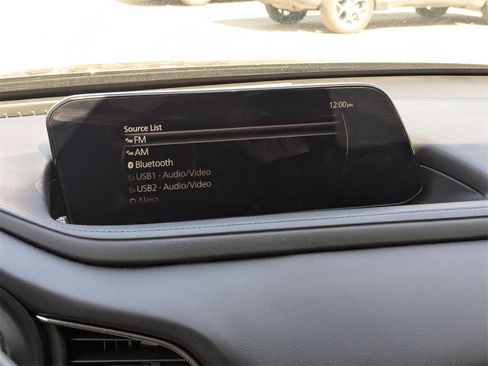 12:00pm
Source List
FM
AM
Bluetooth
USB1 - Audio/Video
USB2 - Audio/Video
Alexa